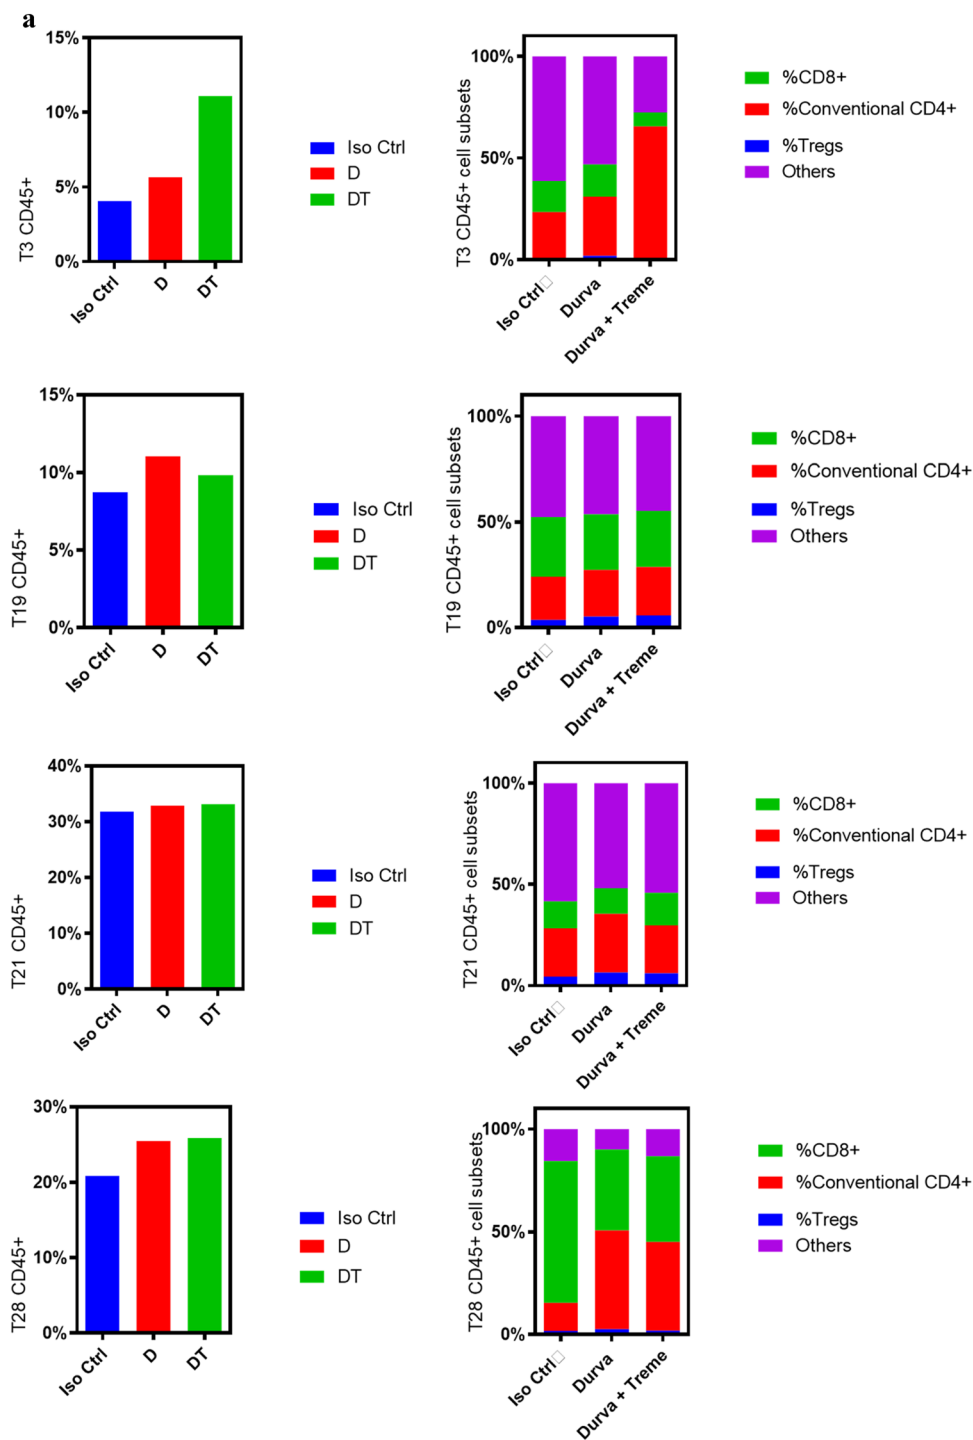 a
15%
10%
5%
0%
T3 CD45+
Iso Ctrl
D
DT
Iso Ctrl
D
DT
100%
50%
0%
T3 CD45+ cell subsets
Iso Ctrl□
Durva
Durva + Treme
%CD8+
%Conventional CD4+
%Tregs
Others
15%
10%
5%
0%
T19 CD45+
Iso Ctrl
D
DT
Iso Ctrl
D
DT
100%
50%
0%
T19 CD45+ cell subsets
Iso Ctrl□
Durva
Durva + Treme
%CD8+
%Conventional CD4+
%Tregs
Others
40%
30%
20%
10%
0%
T21 CD45+
Iso Ctrl
D
DT
Iso Ctrl
D
DT
100%
50%
0%
T21 CD45+ cell subsets
Iso Ctrl□
Durva
Durva + Treme
%CD8+
%Conventional CD4+
%Tregs
Others
30%
20%
10%
0%
T28 CD45+
Iso Ctrl
D
DT
Iso Ctrl
D
DT
100%
50%
0%
T28 CD45+ cell subsets
Iso Ctrl□
Durva
Durva + Treme
%CD8+
%Conventional CD4+
%Tregs
Others